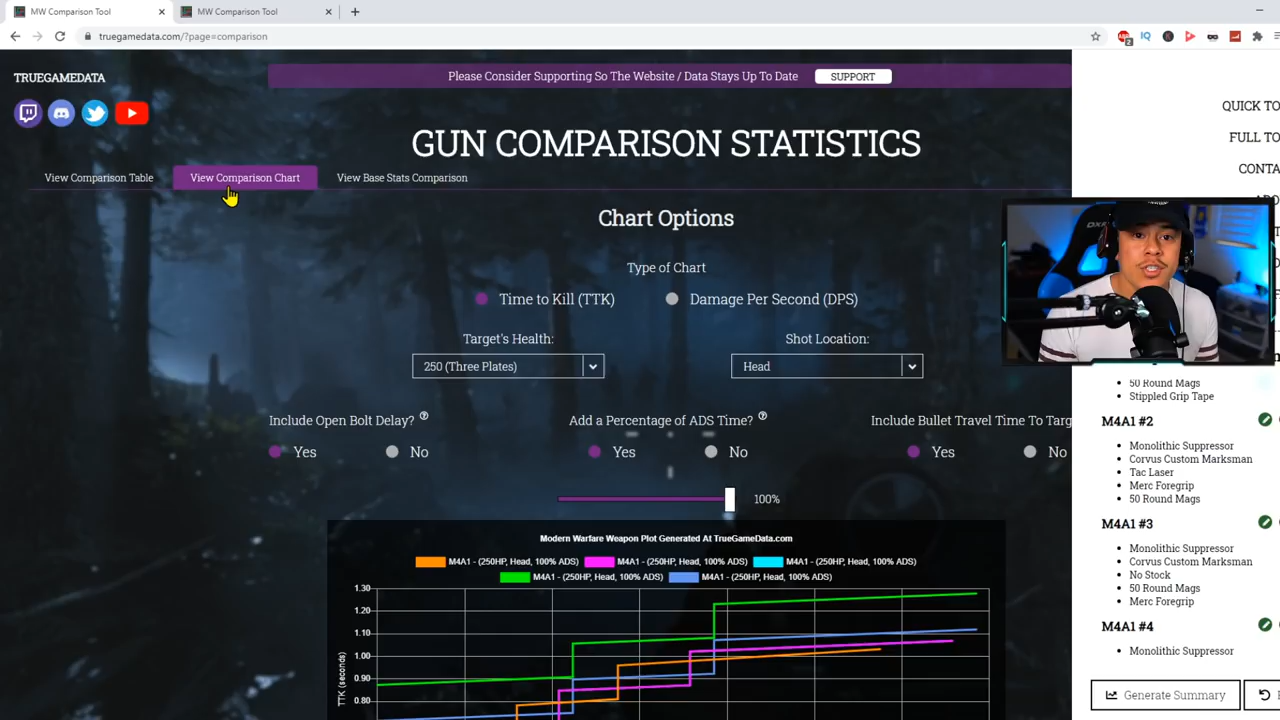 MW Comparison Tool
MW Comparison Tool
truegamedata.com/?page=comparison
TRUEGAMEDATA
Please Consider Supporting So The Website / Data Stays Up To Date
SUPPORT
QUICK TO
FULL TO
CONTA
GUN COMPARISON STATISTICS
View Comparison Table
View Comparison Chart
View Base Stats Comparison
Chart Options
Type of Chart
Time to Kill (TTK)
Damage Per Second (DPS)
Target's Health:
Shot Location:
250 (Three Plates)
Head
Include Open Bolt Delay?
Add a Percentage of ADS Time?
Include Bullet Travel Time To Targ
Yes
No
Yes
No
Yes
No
100%
50 Round Mags
Stippled Grip Tape
M4A1 #2
Monolithic Suppressor
Corvus Custom Marksman
Tac Laser
Merc Foregrip
50 Round Mags
M4A1 #3
Monolithic Suppressor
Corvus Custom Marksman
No Stock
50 Round Mags
Merc Foregrip
M4A1 #4
Monolithic Suppressor
Generate Summary
Modern Warfare Weapon Plot Generated At TrueGameData.com
M4A1 - (250HP, Head, 100% ADS)
M4A1 - (250HP, Head, 100% ADS)
M4A1 - (250HP, Head, 100% ADS)
M4A1 - (250HP, Head, 100% ADS)
M4A1 - (250HP, Head, 100% ADS)
1.30
1.20
1.10
1.00
0.90
0.80
TTK (seconds)